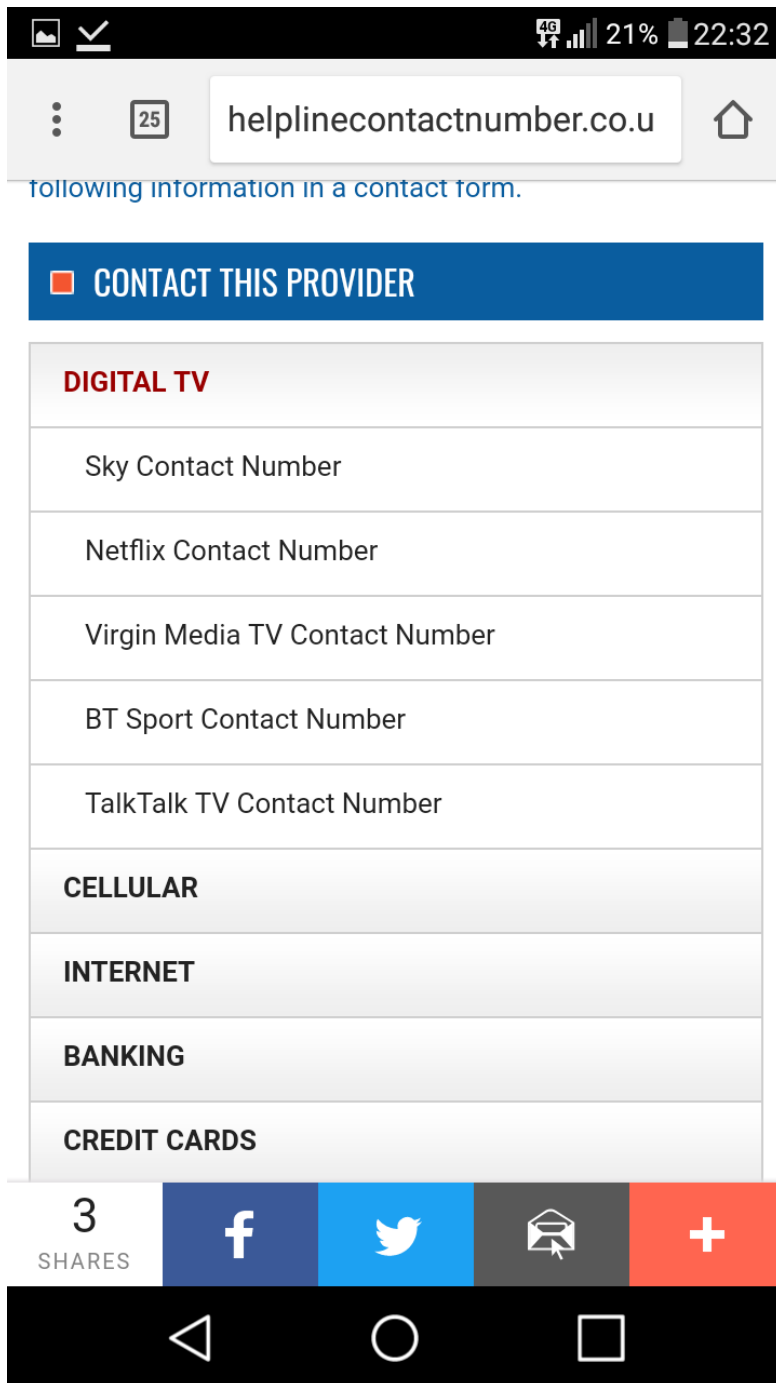 4G 21% 22:32
25 helplinecontactnumber.co.u
following information in a contact form.
CONTACT THIS PROVIDER
DIGITAL TV
Sky Contact Number
Netflix Contact Number
Virgin Media TV Contact Number
BT Sport Contact Number
TalkTalk TV Contact Number
CELLULAR
INTERNET
BANKING
CREDIT CARDS
3
SHARES